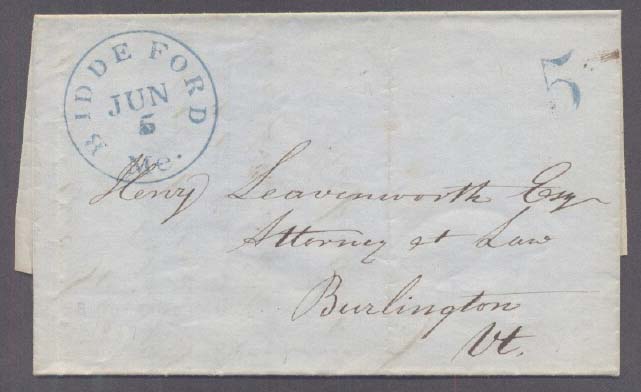 BIDDEFORD
JUN
5
Me.
5
Henry Leavenworth Esq
Attorney at Law
Burlington
Vt.